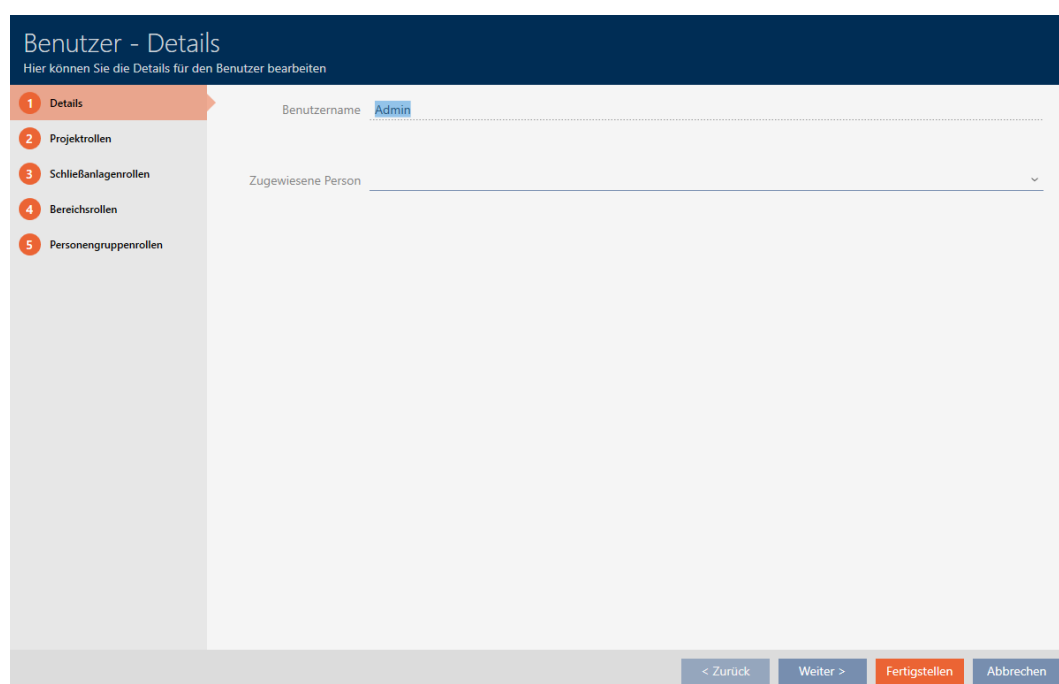 Benutzer - Details
Hier können Sie die Details für den Benutzer bearbeiten
1 Details
2 Projektrollen
3 Schließanlagenrollen
4 Bereichsrollen
5 Personengruppenrollen
Benutzername Admin
Zugewiesene Person
< Zurück Weiter > Fertigstellen Abbrechen